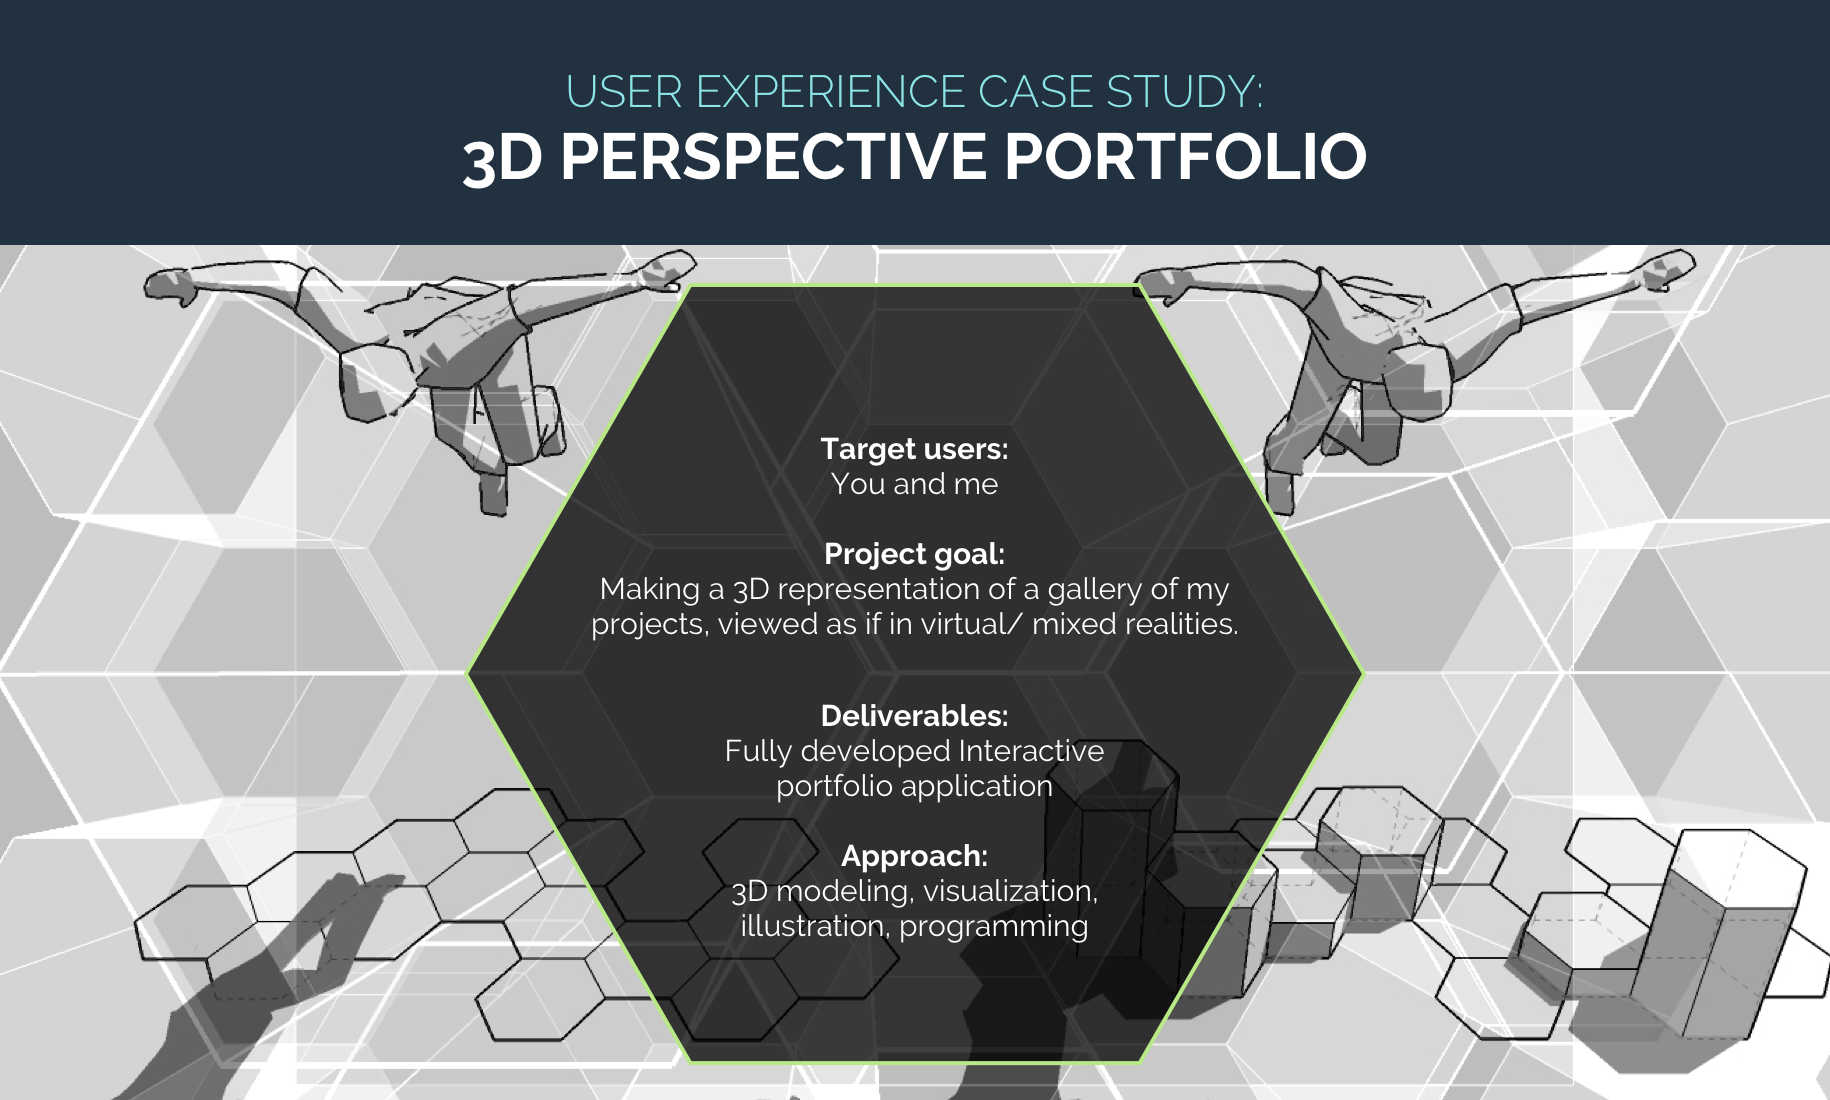 USER EXPERIENCE CASE STUDY:
3D PERSPECTIVE PORTFOLIO
Target users:
You and me
Project goal:
Making a 3D representation of a gallery of my
projects, viewed as if in virtual/ mixed realities.
Deliverables:
Fully developed Interactive
portfolio application
Approach:
3D modeling, visualization,
illustration, programming